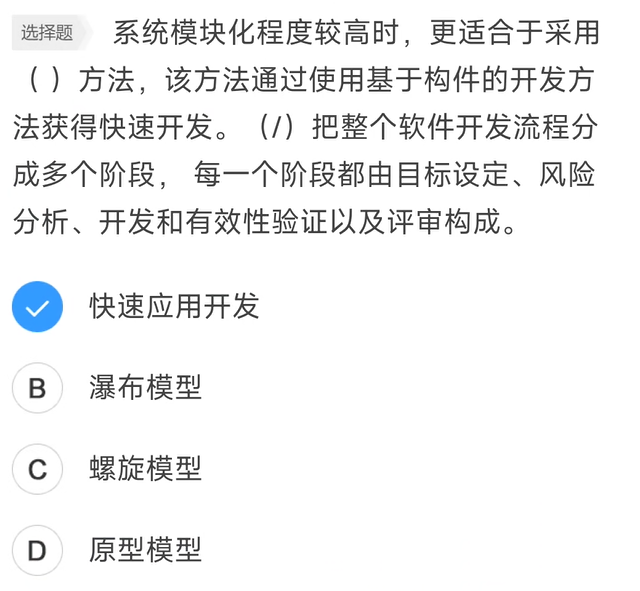 选择题 系统模块化程度较高时，更适合于采用
（ ）方法，该方法通过使用基于构件的开发方
法获得快速开发。（/）把整个软件开发流程分
成多个阶段， 每一个阶段都由目标设定、风险
分析、开发和有效性验证以及评审构成。
快速应用开发
B 瀑布模型
C 螺旋模型
D 原型模型